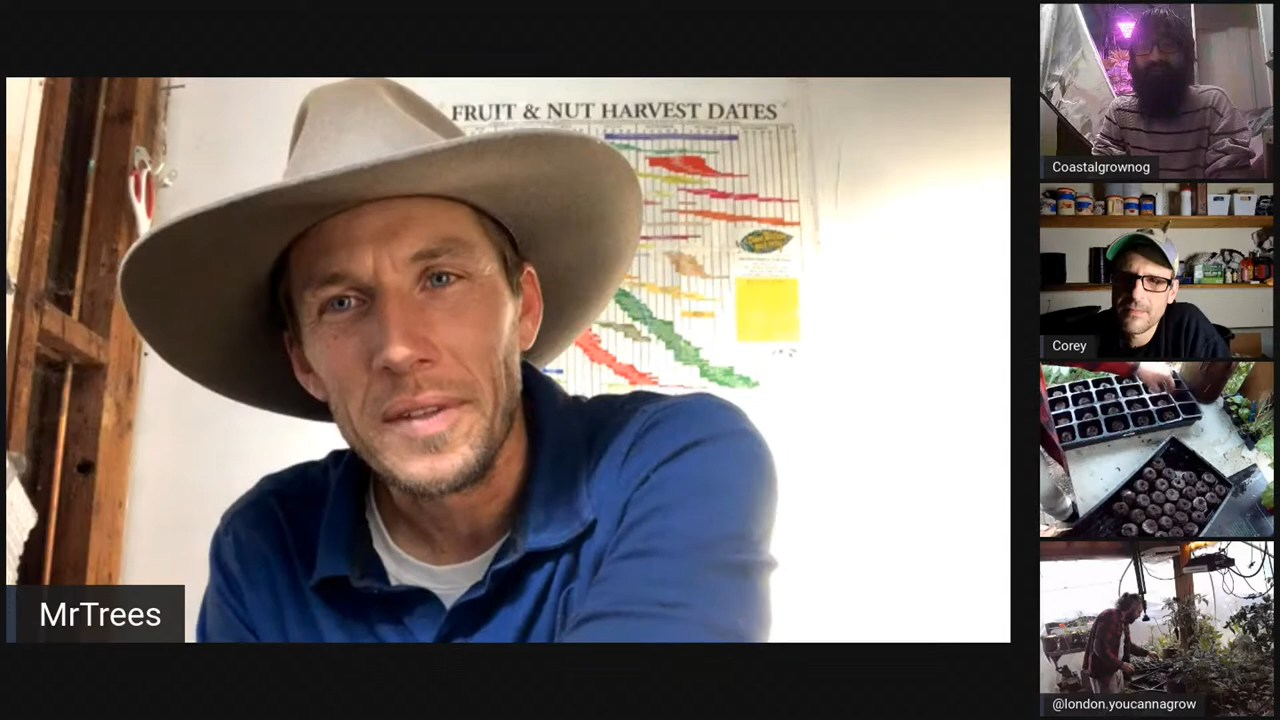 FRUIT & NUT HARVEST DATES
MrTrees
Coastalgrownog
Corey
@london.youcannagrow